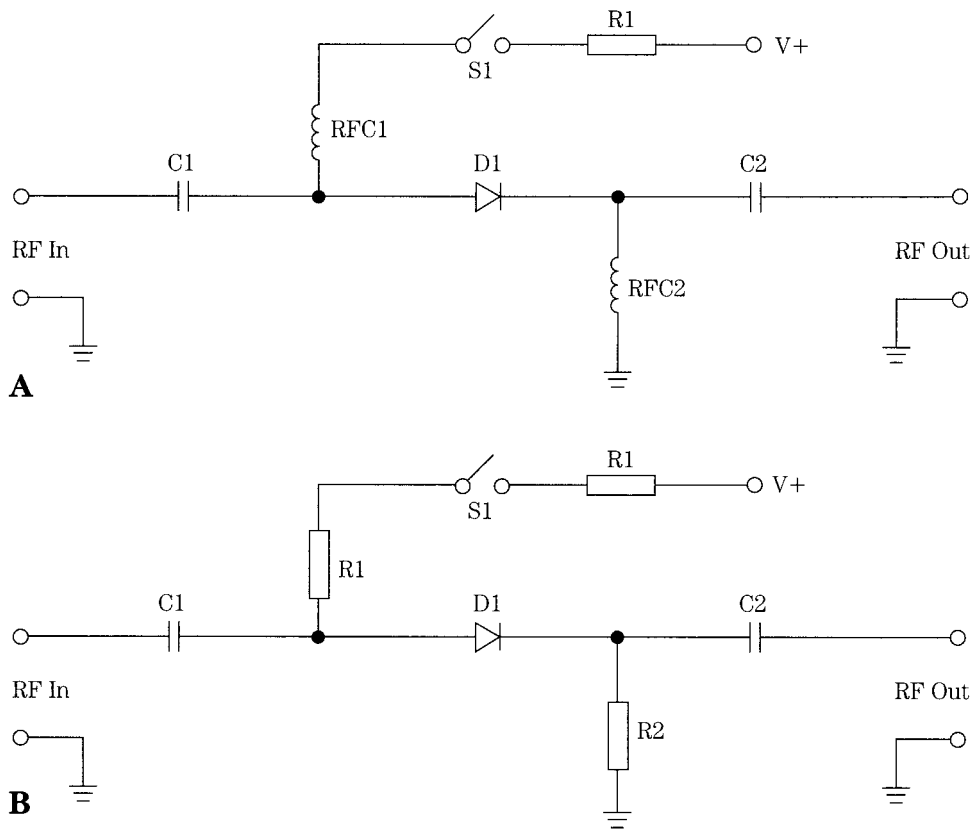 R1
S1
V+
RFC1
C1
D1
C2
RF In
RF Out
RFC2
A
R1
S1
V+
R1
C1
D1
C2
RF In
RF Out
R2
B